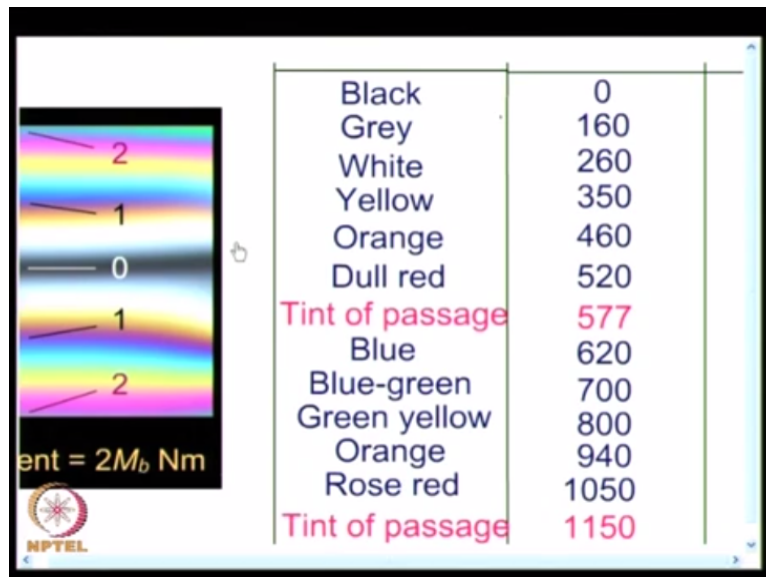 2
1
0
1
2
ent = 2Mb Nm
NPTEL
Black 0
Grey 160
White 260
Yellow 350
Orange 460
Dull red 520
Tint of passage 577
Blue 620
Blue-green 700
Green yellow 800
Orange 940
Rose red 1050
Tint of passage 1150